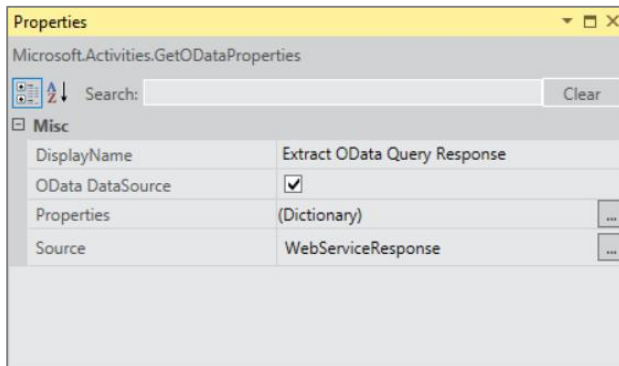 Properties
Microsoft.Activities.GetODataProperties
Search: Clear
Misc
DisplayName Extract OData Query Response
OData DataSource
Properties (Dictionary) ...
Source WebServiceResponse ...